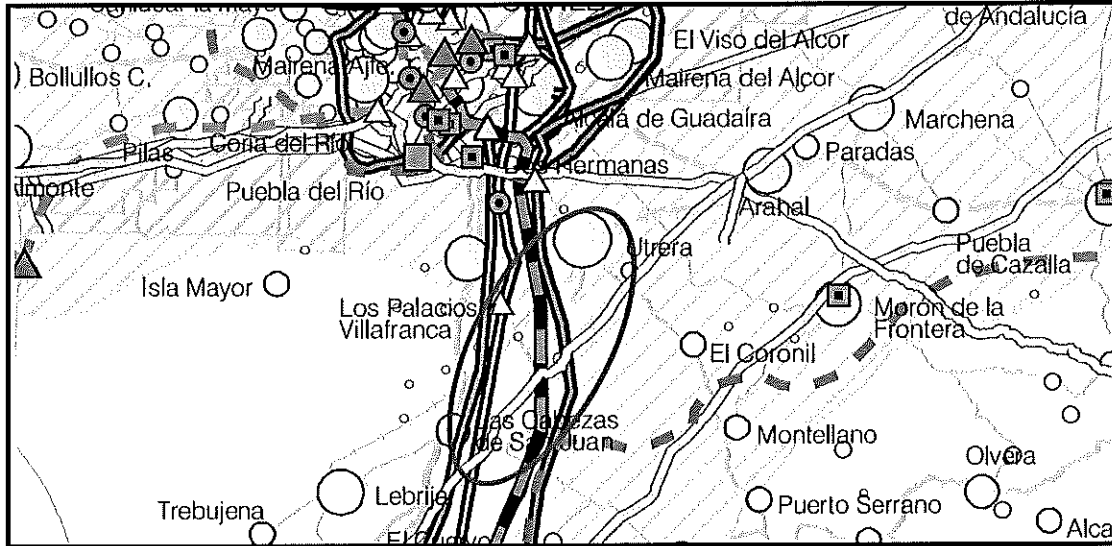 de Andalucía
El Viso del Alcor
Bollullos C.
Mairena del Alcor
Alcalá de Guadaíra
Marchena
Coria del Río
Pilas
Paradas
Dos Hermanas
Puebla del Río
Arahal
Puebla
de Cazalla
Utrera
Isla Mayor
Los Palacios
Villafranca
Morón de la
Frontera
El Coronil
Las Cabezas
de San Juan
Montellano
Olvera
Lebrija
Puerto Serrano
Trebujena